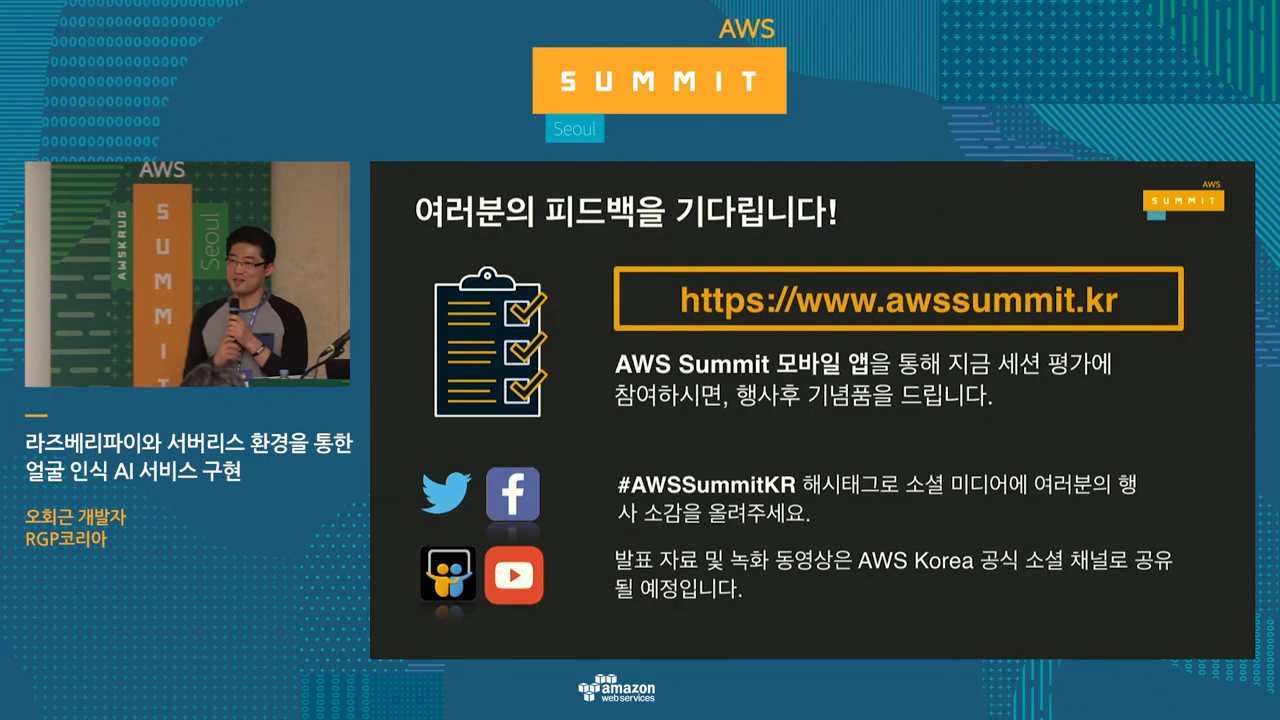 AWS
SUMMIT
Seoul
AWS
AWSKRUG
SUMMIT
Seoul
라즈베리파이와 서버리스 환경을 통한
얼굴 인식 AI 서비스 구현
오회근 개발자
RGP코리아
여러분의 피드백을 기다립니다!
AWS
SUMMIT
Seoul
https://www.awssummit.kr
AWS Summit 모바일 앱을 통해 지금 세션 평가에
참여하시면, 행사후 기념품을 드립니다.
#AWSSummitKR 해시태그로 소셜 미디어에 여러분의 행
사 소감을 올려주세요.
발표 자료 및 녹화 동영상은 AWS Korea 공식 소셜 채널로 공유
될 예정입니다.
amazon
webservices